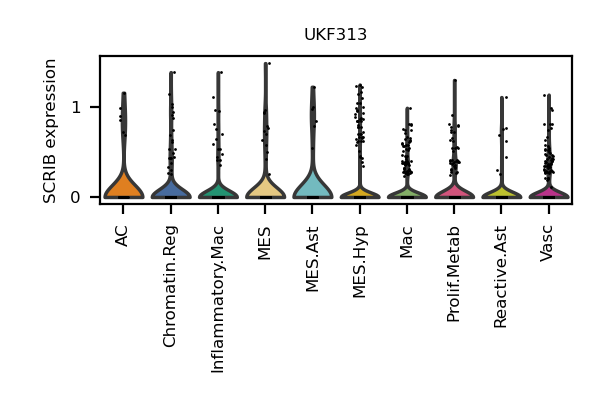 UKF313
SCRIB expression
1
0
AC
Chromatin.Reg
Inflammatory.Mac
MES
MES.Ast
MES.Hyp
Mac
Prolif.Metab
Reactive.Ast
Vasc